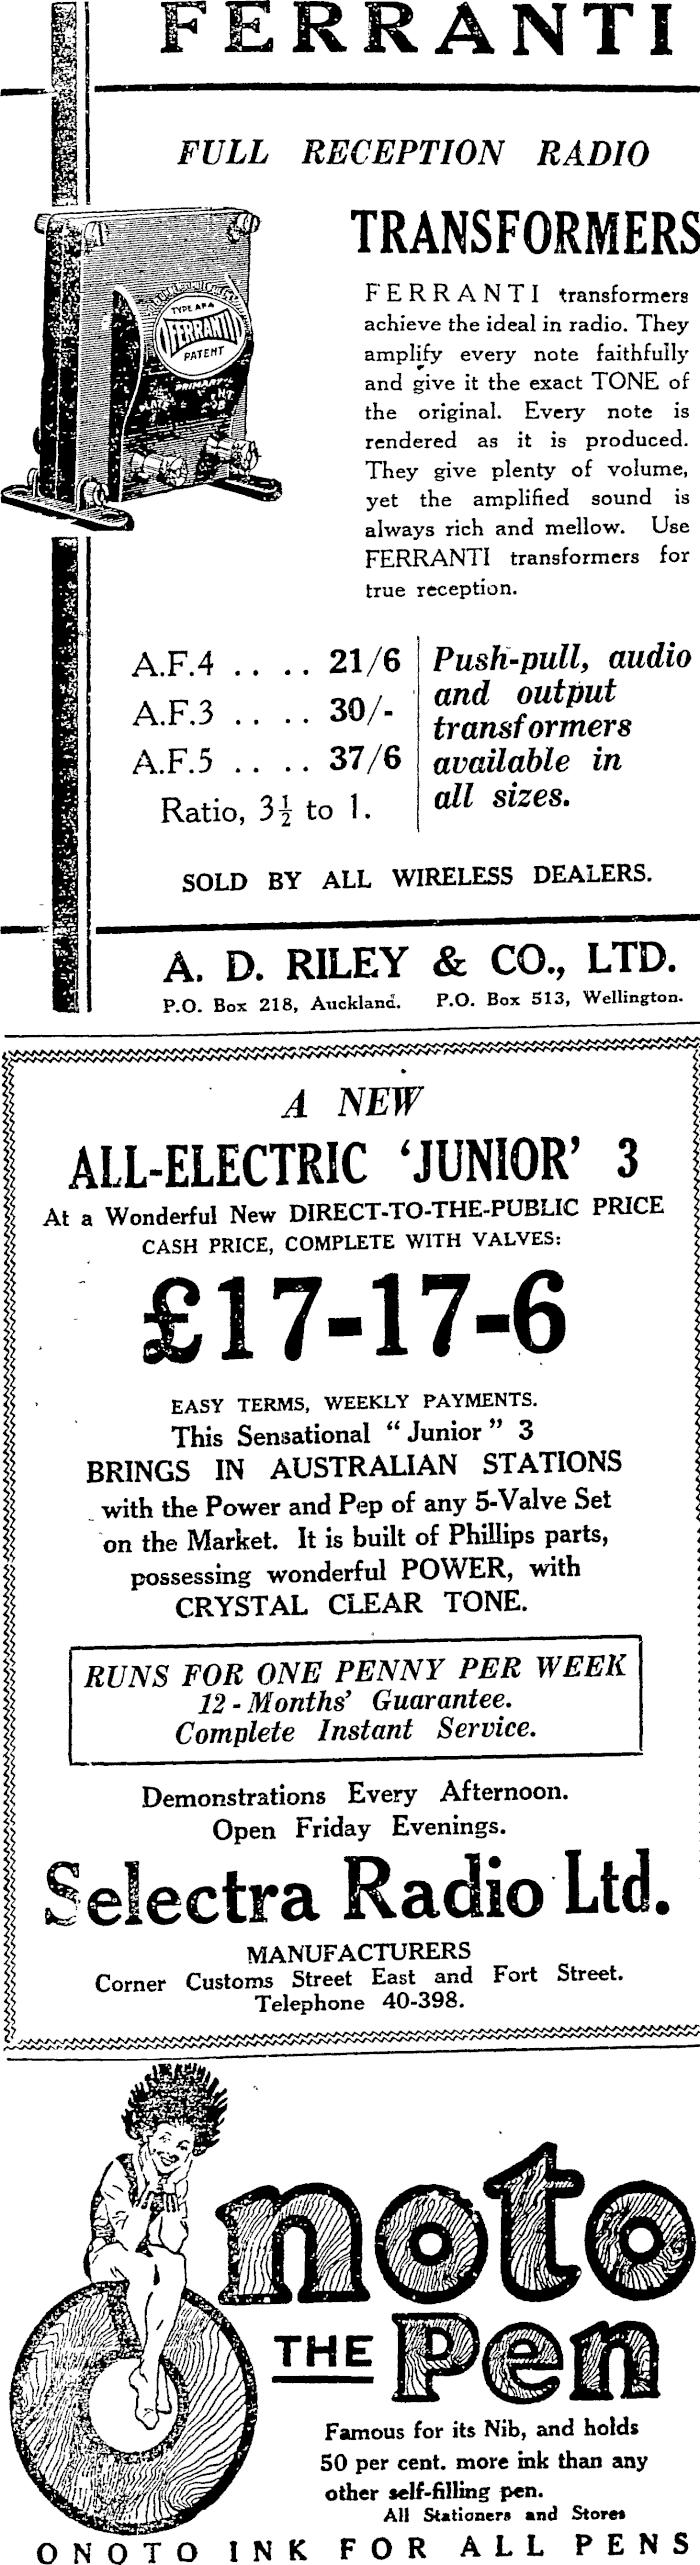 FERRANTI
FULL RECEPTION RADIO
TRANSFORMERS
TYPE A F 4
FERRANTI
PATENT
PRIMARY
PLATE H.T.
FERRANTI transformers
achieve the ideal in radio. They
amplify every note faithfully
and give it the exact TONE of
the original. Every note is
rendered as it is produced.
They give plenty of volume,
yet the amplified sound is
always rich and mellow. Use
FERRANTI transformers for
true reception.
A.F.4 .. .. 21/6
A.F.3 .. .. 30/-
A.F.5 .. .. 37/6
Ratio, 3½ to 1.
Push-pull, audio
and output
transformers
available in
all sizes.
SOLD BY ALL WIRELESS DEALERS.
A. D. RILEY & CO., LTD.
P.O. Box 218, Auckland. P.O. Box 513, Wellington.
A NEW
ALL-ELECTRIC 'JUNIOR' 3
At a Wonderful New DIRECT-TO-THE-PUBLIC PRICE
CASH PRICE, COMPLETE WITH VALVES:
£17-17-6
EASY TERMS, WEEKLY PAYMENTS.
This Sensational "Junior" 3
BRINGS IN AUSTRALIAN STATIONS
with the Power and Pep of any 5-Valve Set
on the Market. It is built of Phillips parts,
possessing wonderful POWER, with
CRYSTAL CLEAR TONE.
RUNS FOR ONE PENNY PER WEEK
12-Months' Guarantee.
Complete Instant Service.
Demonstrations Every Afternoon.
Open Friday Evenings.
Selectra Radio Ltd.
MANUFACTURERS
Corner Customs Street East and Fort Street.
Telephone 40-398.
Onoto
THE Pen
Famous for its Nib, and holds
50 per cent. more ink than any
other self-filling pen.
All Stationers and Stores
ONOTO INK FOR ALL PENS